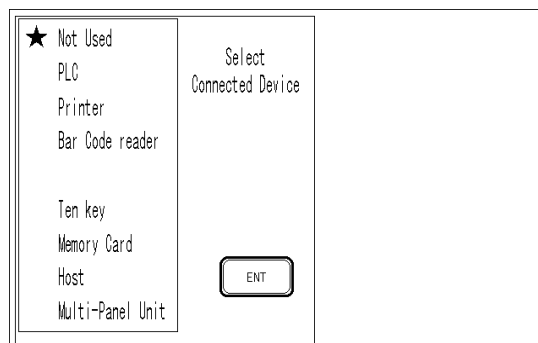 ★ Not Used
PLC
Printer
Bar Code reader
Ten key
Memory Card
Host
Multi-Panel Unit
Select
Connected Device
ENT